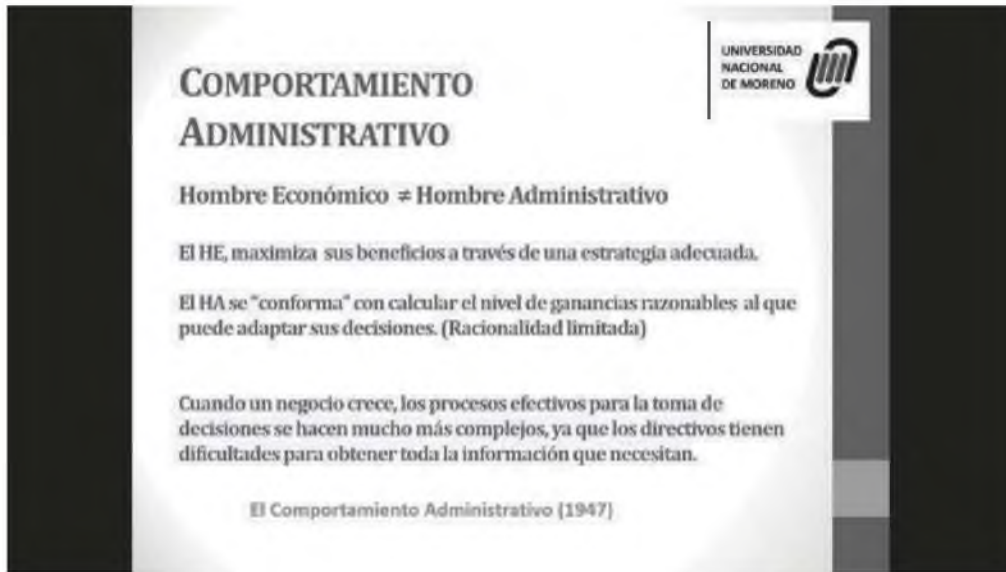 UNIVERSIDAD
NACIONAL
DE MORENO
COMPORTAMIENTO
ADMINISTRATIVO
Hombre Económico ≠ Hombre Administrativo
El HE, maximiza sus beneficios a través de una estrategia adecuada.
El HA se "conforma" con calcular el nivel de ganancias razonables al que
puede adaptar sus decisiones. (Racionalidad limitada)
Cuando un negocio crece, los procesos efectivos para la toma de
decisiones se hacen mucho más complejos, ya que los directivos tienen
dificultades para obtener toda la información que necesitan.
El Comportamiento Administrativo (1947)